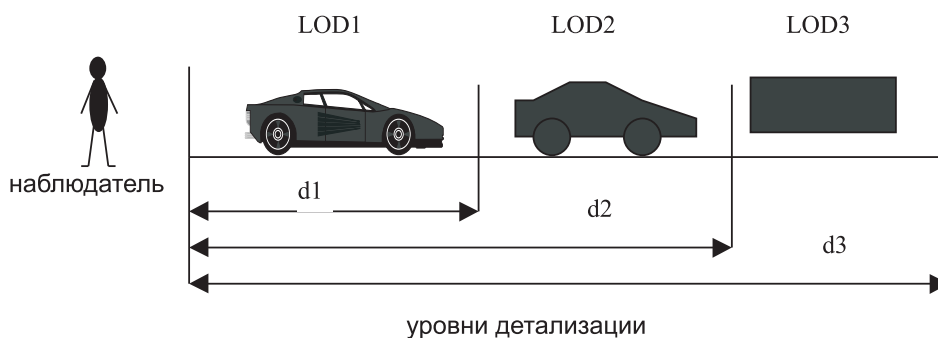 LOD1 LOD2 LOD3
наблюдатель
d1
d2
d3
уровни детализации